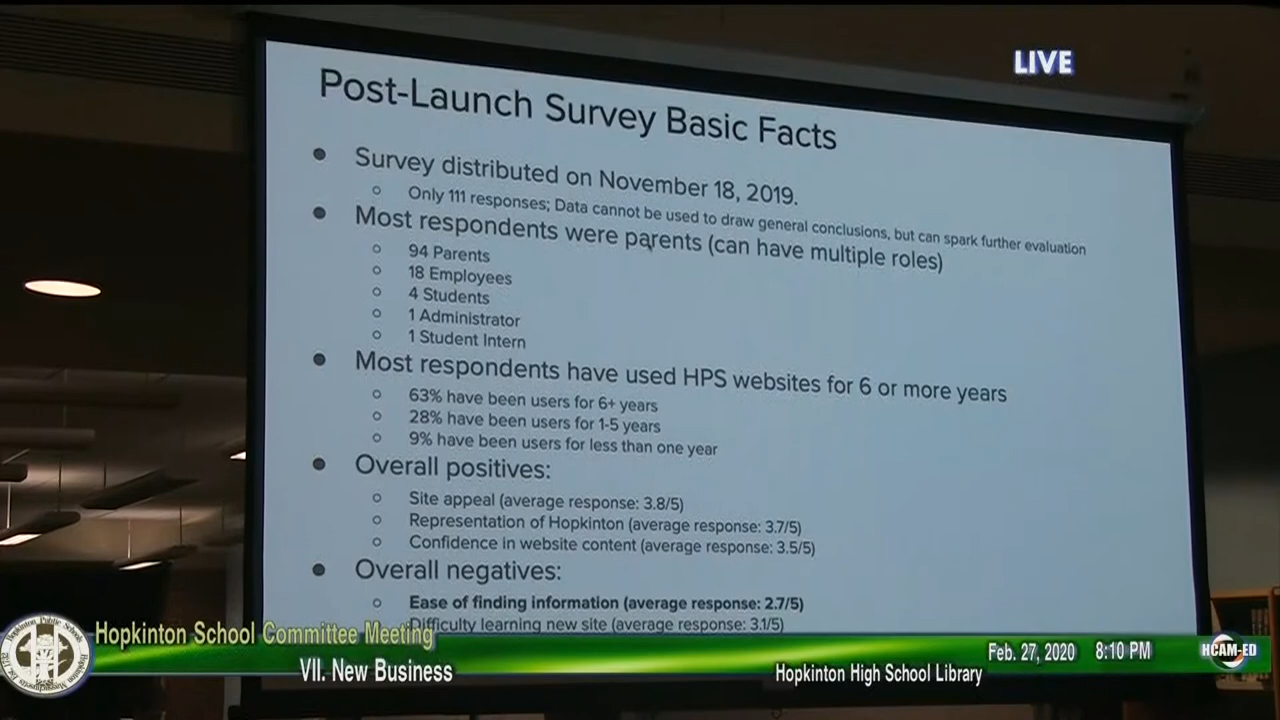 LIVE
Post-Launch Survey Basic Facts
● Survey distributed on November 18, 2019.
○ Only 111 responses; Data cannot be used to draw general conclusions, but can spark further evaluation
● Most respondents were parents (can have multiple roles)
○ 94 Parents
○ 18 Employees
○ 4 Students
○ 1 Administrator
○ 1 Student Intern
● Most respondents have used HPS websites for 6 or more years
○ 63% have been users for 6+ years
○ 28% have been users for 1-5 years
○ 9% have been users for less than one year
● Overall positives:
○ Site appeal (average response: 3.8/5)
○ Representation of Hopkinton (average response: 3.7/5)
○ Confidence in website content (average response: 3.5/5)
● Overall negatives:
○ Ease of finding information (average response: 2.7/5)
Difficulty learning new site (average response: 3.1/5)
Hopkinton School Committee Meeting
VII. New Business
Hopkinton High School Library
Feb. 27, 2020 8:10 PM
HCAM-ED